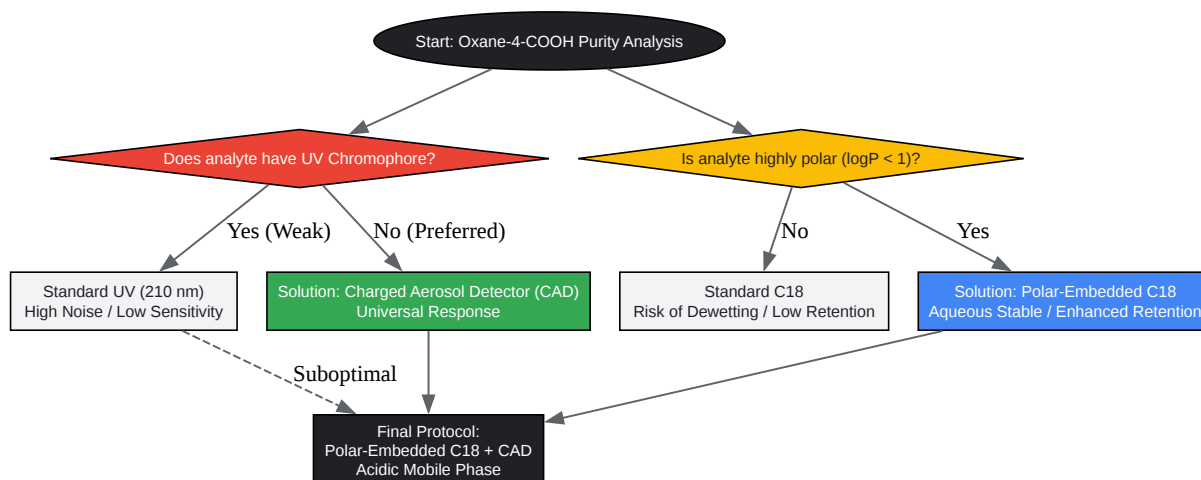 Start: Oxane-4-COOH Purity Analysis
Does analyte have UV Chromophore?
Is analyte highly polar (logP < 1)?
Yes (Weak)
No (Preferred)
No
Yes
Standard UV (210 nm)
High Noise / Low Sensitivity
Solution: Charged Aerosol Detector (CAD)
Universal Response
Standard C18
Risk of Dewetting / Low Retention
Solution: Polar-Embedded C18
Aqueous Stable / Enhanced Retention
Suboptimal
Final Protocol:
Polar-Embedded C18 + CAD
Acidic Mobile Phase